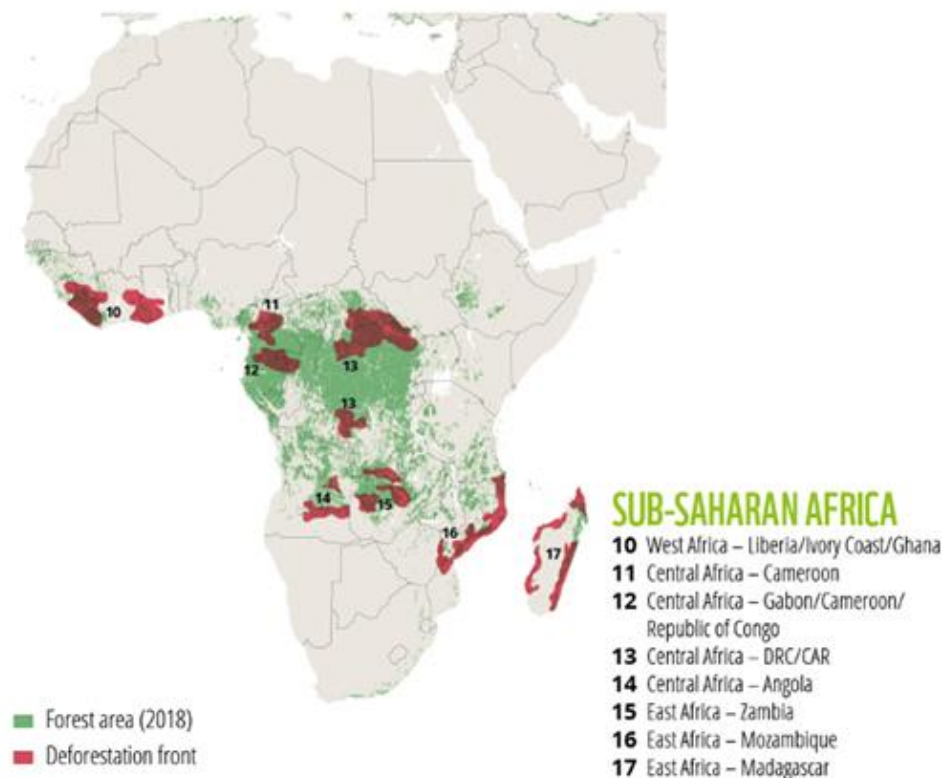 11
10
12
13
13
14
15
16
17
SUB-SAHARAN AFRICA
10 West Africa – Liberia/Ivory Coast/Ghana
11 Central Africa – Cameroon
12 Central Africa – Gabon/Cameroon/
Republic of Congo
13 Central Africa – DRC/CAR
14 Central Africa – Angola
15 East Africa – Zambia
16 East Africa – Mozambique
17 East Africa – Madagascar
Forest area (2018)
Deforestation front